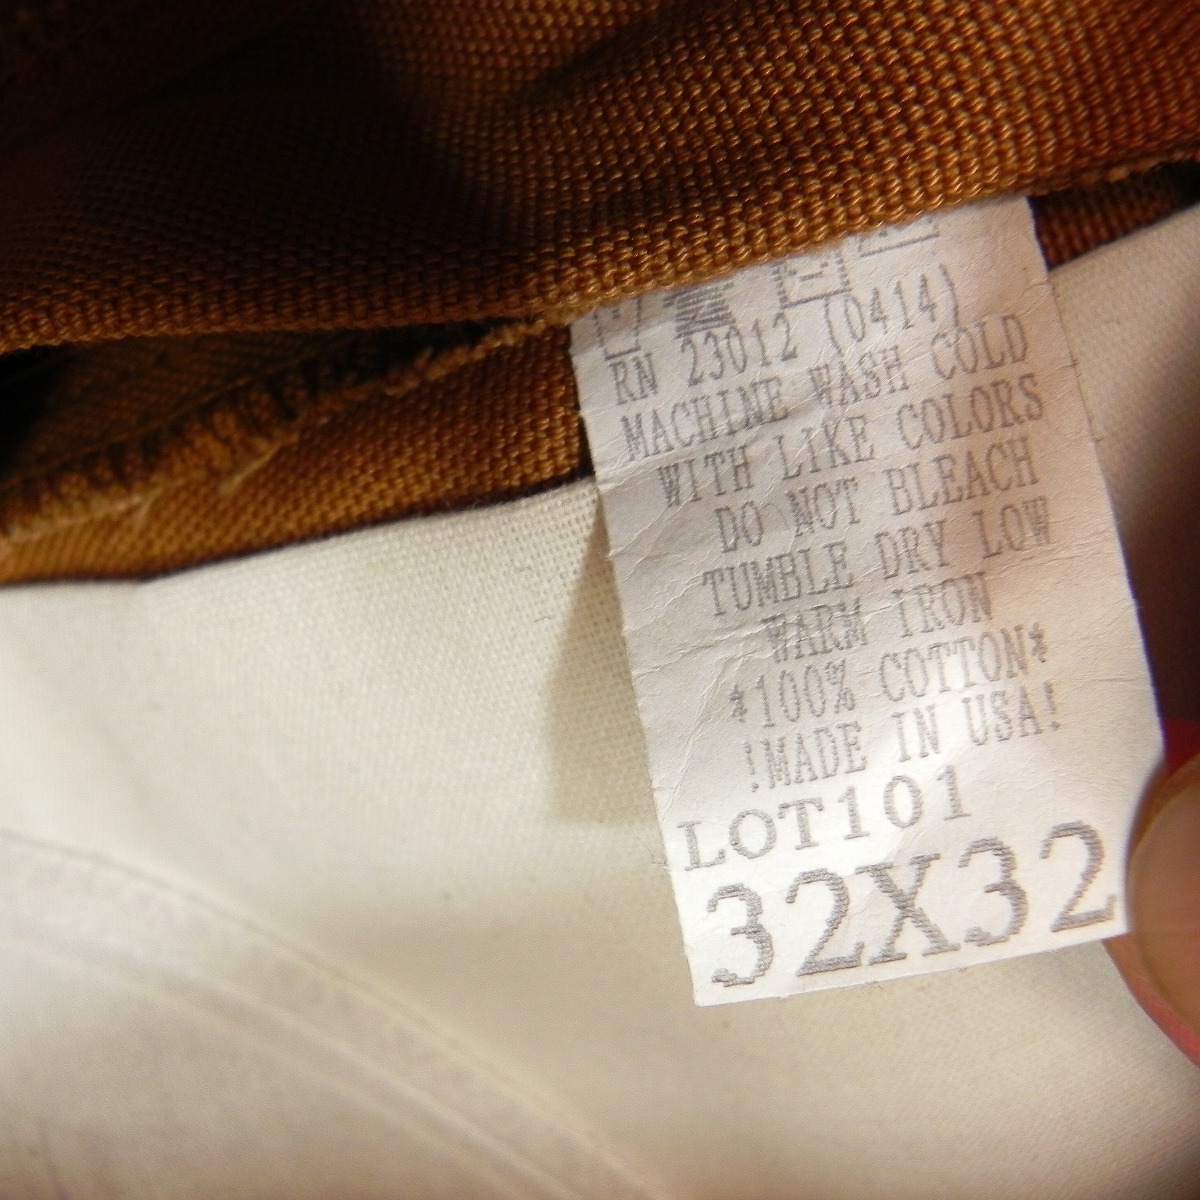 RN 23012 (0414)
MACHINE WASH COLD
WITH LIKE COLORS
DO NOT BLEACH
TUMBLE DRY LOW
WARM IRON
*100% COTTON*
!MADE IN USA!
LOT101
32X32